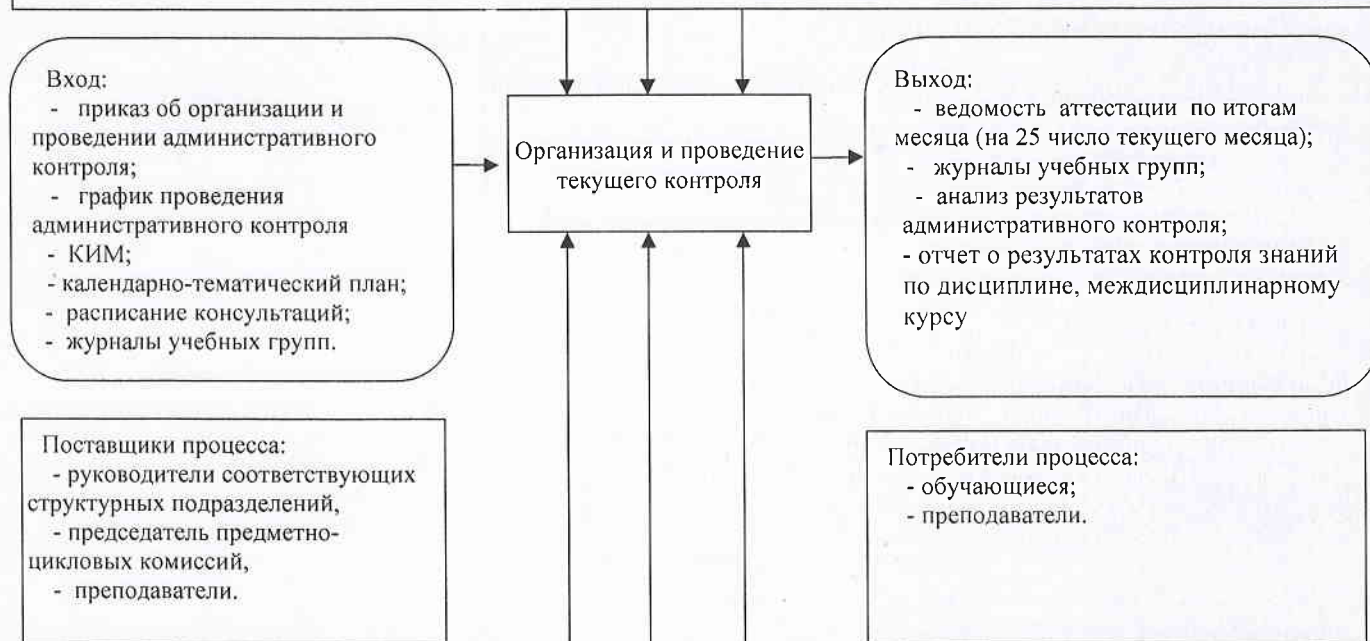 Вход:
- приказ об организации и
проведении административного
контроля;
- график проведения
административного контроля
- КИМ;
- календарно-тематический план;
- расписание консультаций;
- журналы учебных групп.
Организация и проведение
текущего контроля
Выход:
- ведомость аттестации по итогам
месяца (на 25 число текущего месяца);
- журналы учебных групп;
- анализ результатов
административного контроля;
- отчет о результатах контроля знаний
по дисциплине, междисциплинарному
курсу
Поставщики процесса:
- руководители соответствующих
структурных подразделений,
- председатель предметно-
цикловых комиссий,
- преподаватели.
Потребители процесса:
- обучающиеся;
- преподаватели.